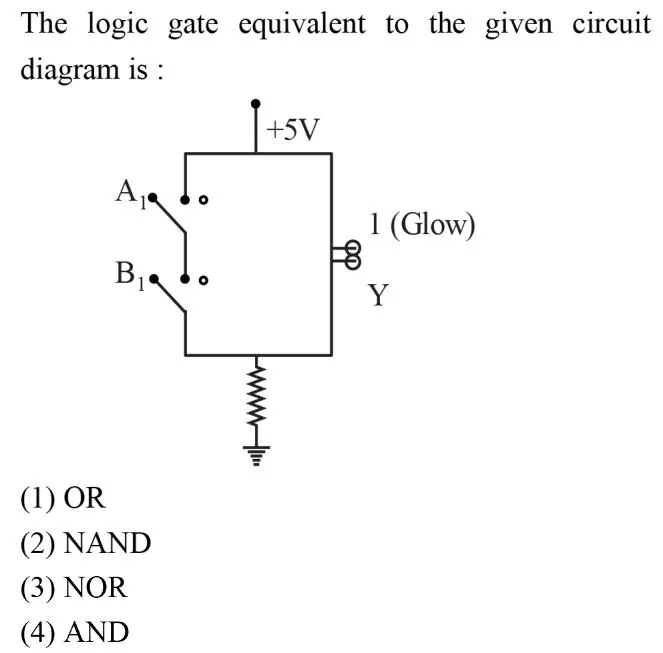 The logic gate equivalent to the given circuit
diagram is :
+5V
A1
1 (Glow)
B1
Y
(1) OR
(2) NAND
(3) NOR
(4) AND